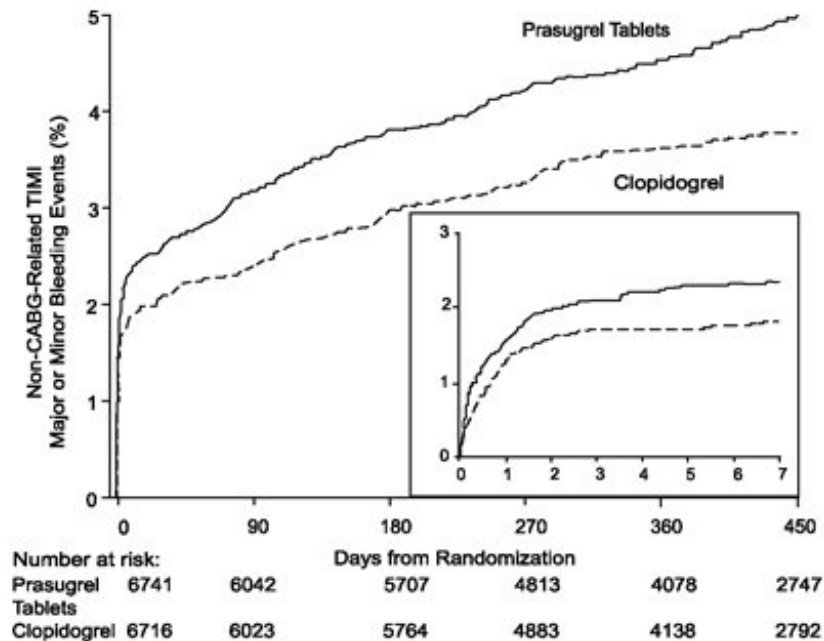 5
Prasugrel Tablets
4
Non-CABG-Related TIMI
Major or Minor Bleeding Events (%)
3
Clopidogrel
2
1
0
3
2
1
0
0 1 2 3 4 5 6 7
0 90 180 270 360 450
Number at risk: Days from Randomization
Prasugrel 6741 6042 5707 4813 4078 2747
Tablets
Clopidogrel 6716 6023 5764 4883 4138 2792